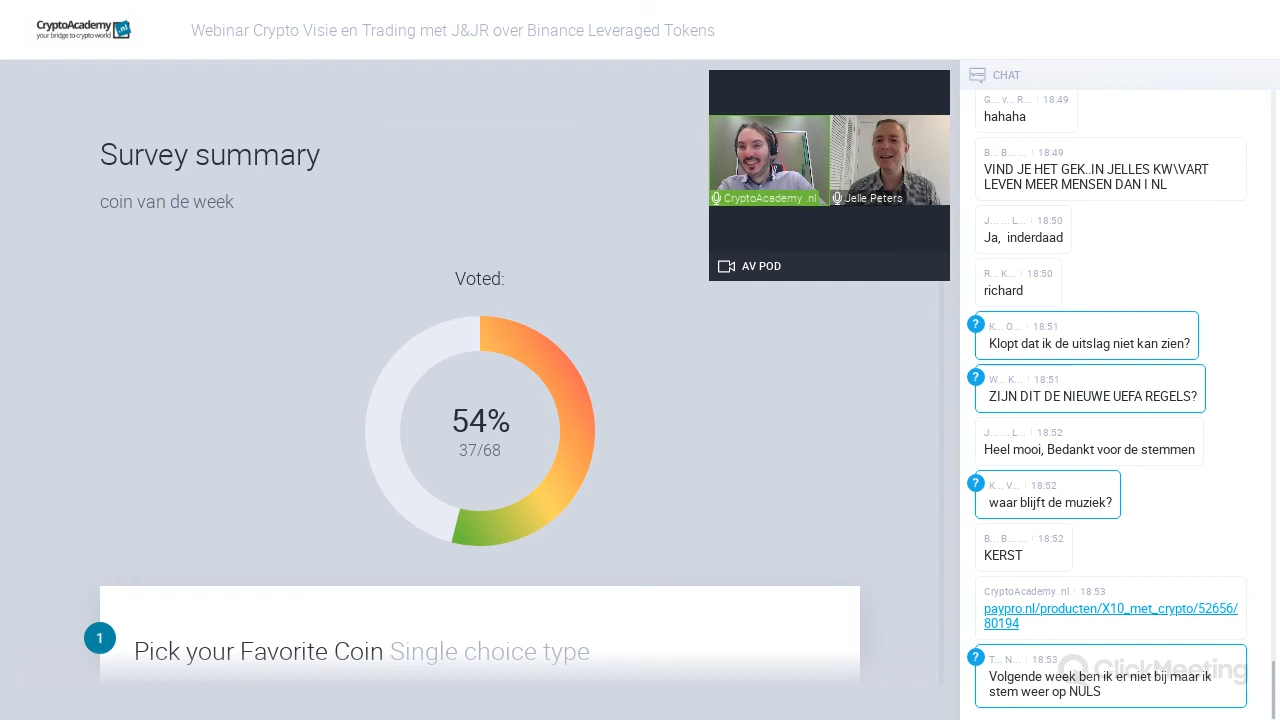 CryptoAcademy .nl
your bridge to crypto world
Webinar Crypto Visie en Trading met J&JR over Binance Leveraged Tokens
Survey summary
coin van de week
Voted:
54%
37/68
1
Pick your Favorite Coin Single choice type
CryptoAcademy .nl
Jelle Peters
AV POD
CHAT
G... v... R... 18:49
hahaha
B... B... ... 18:49
VIND JE HET GEK..IN JELLES KW\VART
LEVEN MEER MENSEN DAN I NL
J... ... L... 18:50
Ja, inderdaad
R... K... 18:50
richard
?
K... O... 18:51
Klopt dat ik de uitslag niet kan zien?
?
W... K... 18:51
ZIJN DIT DE NIEUWE UEFA REGELS?
J... ... L... 18:52
Heel mooi, Bedankt voor de stemmen
?
K... V... 18:52
waar blijft de muziek?
B... B... ... 18:52
KERST
CryptoAcademy .nl 18:53
paypro.nl/producten/X10_met_crypto/52656/
80194
?
T... N... 18:53
Volgende week ben ik er niet bij maar ik
stem weer op NULS
ClickMeeting